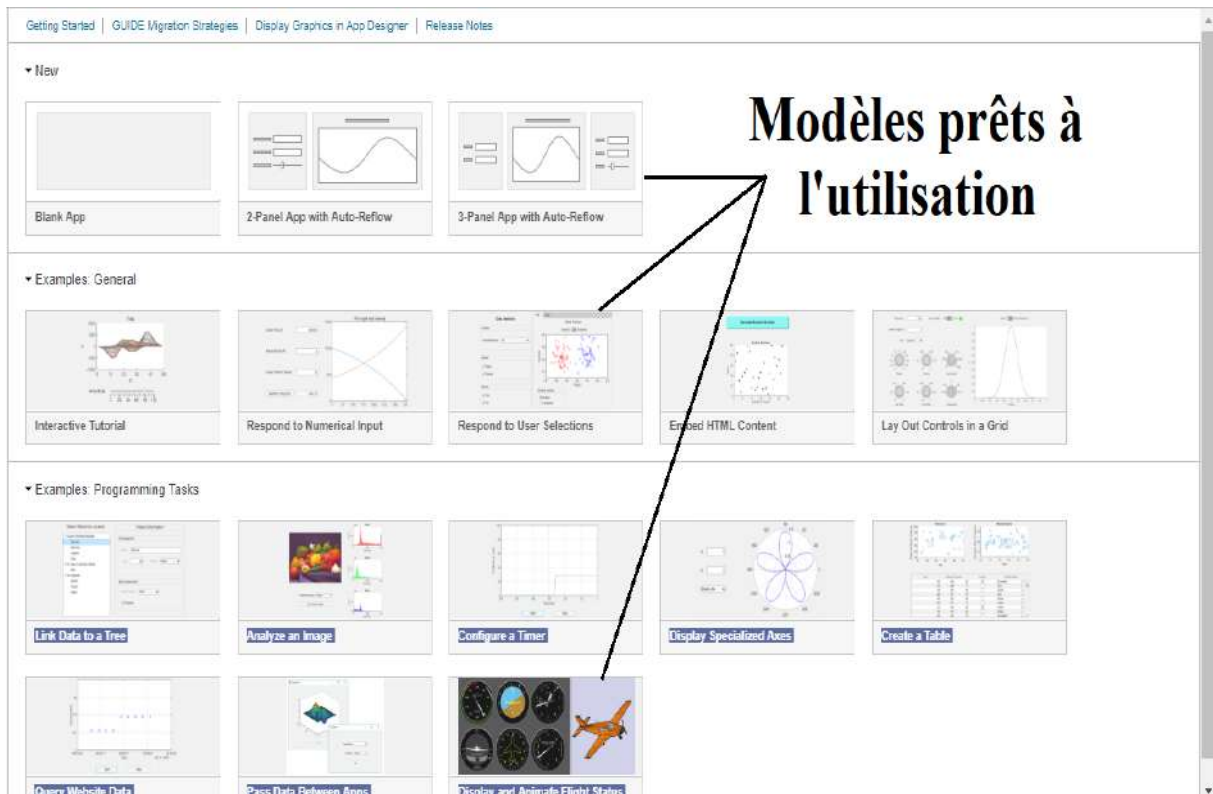 Getting Started | GUIDE Migration Strategies | Display Graphics in App Designer | Release Notes
New
Modèles prêts à
l'utilisation
Blank App
2-Panel App with Auto-Reflow
3-Panel App with Auto-Reflow
Examples: General
Interactive Tutorial
Respond to Numerical Input
Respond to User Selections
Embed HTML Content
Lay Out Controls in a Grid
Examples: Programming Tasks
Link Data to a Tree
Analyze an Image
Configure a Timer
Display Specialized Axes
Create a Table
Query Website Data
Pass Data Between Apps
Display and Animate Flight Status